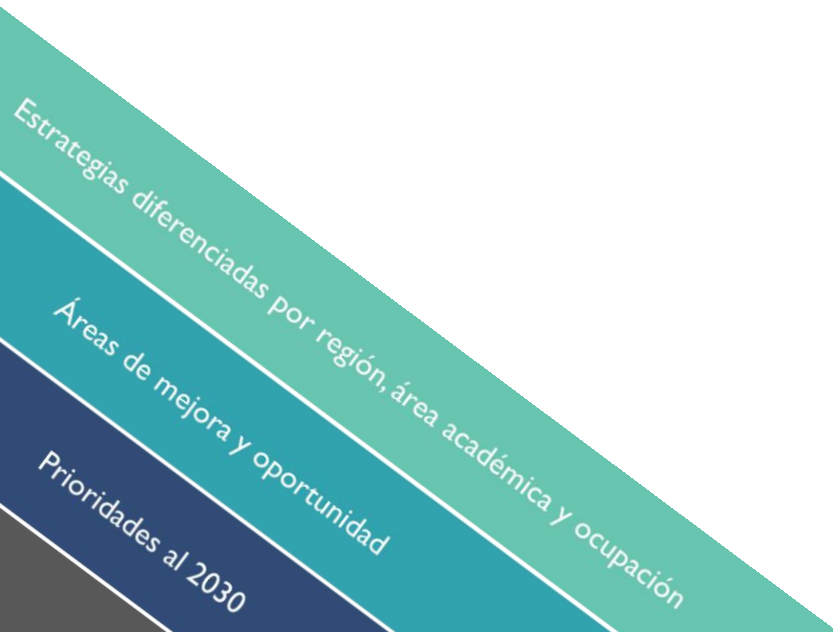 Estrategias diferenciadas por región, área académica y ocupación
Áreas de mejora y oportunidad
Prioridades al 2030